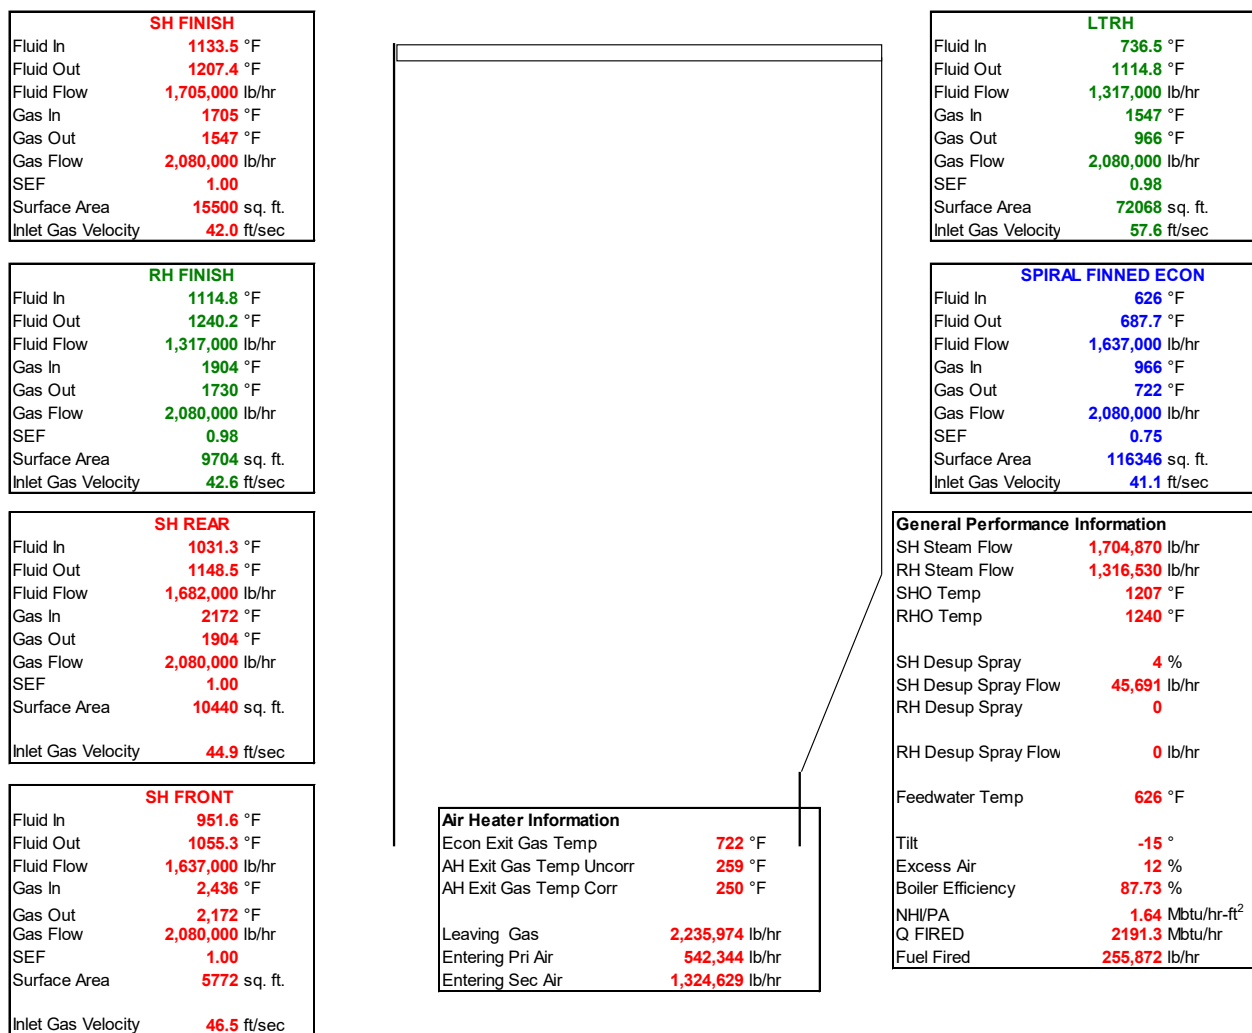 SH FINISH
Fluid In 1133.5 °F
Fluid Out 1207.4 °F
Fluid Flow 1,705,000 lb/hr
Gas In 1705 °F
Gas Out 1547 °F
Gas Flow 2,080,000 lb/hr
SEF 1.00
Surface Area 15500 sq. ft.
Inlet Gas Velocity 42.0 ft/sec
RH FINISH
Fluid In 1114.8 °F
Fluid Out 1240.2 °F
Fluid Flow 1,317,000 lb/hr
Gas In 1904 °F
Gas Out 1730 °F
Gas Flow 2,080,000 lb/hr
SEF 0.98
Surface Area 9704 sq. ft.
Inlet Gas Velocity 42.6 ft/sec
SH REAR
Fluid In 1031.3 °F
Fluid Out 1148.5 °F
Fluid Flow 1,682,000 lb/hr
Gas In 2172 °F
Gas Out 1904 °F
Gas Flow 2,080,000 lb/hr
SEF 1.00
Surface Area 10440 sq. ft.
Inlet Gas Velocity 44.9 ft/sec
SH FRONT
Fluid In 951.6 °F
Fluid Out 1055.3 °F
Fluid Flow 1,637,000 lb/hr
Gas In 2,436 °F
Gas Out 2,172 °F
Gas Flow 2,080,000 lb/hr
SEF 1.00
Surface Area 5772 sq. ft.
Inlet Gas Velocity 46.5 ft/sec
Air Heater Information
Econ Exit Gas Temp 722 °F
AH Exit Gas Temp Uncorr 259 °F
AH Exit Gas Temp Corr 250 °F
Leaving Gas 2,235,974 lb/hr
Entering Pri Air 542,344 lb/hr
Entering Sec Air 1,324,629 lb/hr
LTRH
Fluid In 736.5 °F
Fluid Out 1114.8 °F
Fluid Flow 1,317,000 lb/hr
Gas In 1547 °F
Gas Out 966 °F
Gas Flow 2,080,000 lb/hr
SEF 0.98
Surface Area 72068 sq. ft.
Inlet Gas Velocity 57.6 ft/sec
SPIRAL FINNED ECON
Fluid In 626 °F
Fluid Out 687.7 °F
Fluid Flow 1,637,000 lb/hr
Gas In 966 °F
Gas Out 722 °F
Gas Flow 2,080,000 lb/hr
SEF 0.75
Surface Area 116346 sq. ft.
Inlet Gas Velocity 41.1 ft/sec
General Performance Information
SH Steam Flow 1,704,870 lb/hr
RH Steam Flow 1,316,530 lb/hr
SHO Temp 1207 °F
RHO Temp 1240 °F
SH Desup Spray 4 %
SH Desup Spray Flow 45,691 lb/hr
RH Desup Spray 0
RH Desup Spray Flow 0 lb/hr
Feedwater Temp 626 °F
Tilt -15 °
Excess Air 12 %
Boiler Efficiency 87.73 %
NHI/PA 1.64 Mbtu/hr-ft²
Q FIRED 2191.3 Mbtu/hr
Fuel Fired 255,872 lb/hr